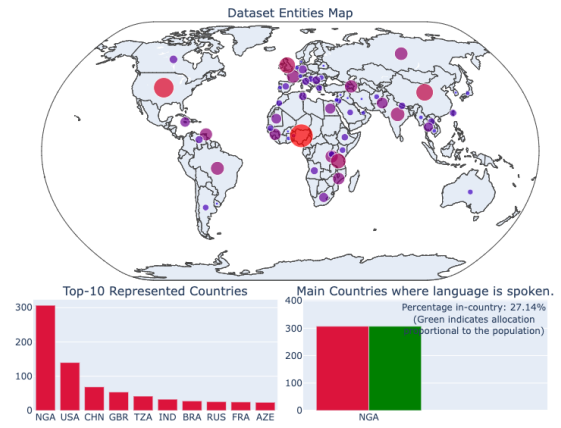 Dataset Entities Map
Top-10 Represented Countries
300
200
100
0
NGA USA CHN GBR TZA IND BRA RUS FRA AZE
Main Countries where language is spoken.
400
300
200
100
0
Percentage in-country: 27.14%
(Green indicates allocation
proportional to the population)
NGA